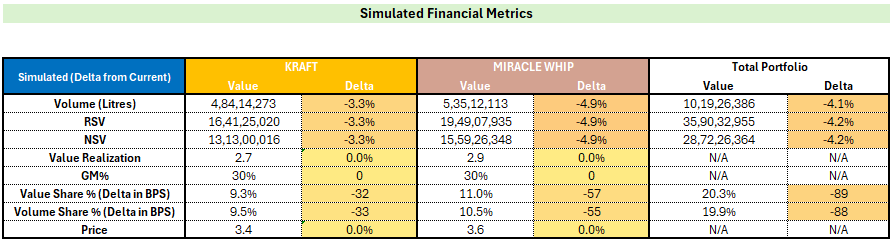 Simulated Financial Metrics
Simulated (Delta from Current) KRAFT MIRACLE WHIP Total Portfolio
Value Delta Value Delta Value Delta
Volume (Litres) 4,84,14,273 -3.3% 5,35,12,113 -4.9% 10,19,26,386 -4.1%
RSV 16,41,25,020 -3.3% 19,49,07,935 -4.9% 35,90,32,955 -4.2%
NSV 13,13,00,016 -3.3% 15,59,26,348 -4.9% 28,72,26,364 -4.2%
Value Realization 2.7 0.0% 2.9 0.0% N/A N/A
GM% 30% 0 30% 0 N/A N/A
Value Share % (Delta in BPS) 9.3% -32 11.0% -57 20.3% -89
Volume Share % (Delta in BPS) 9.5% -33 10.5% -55 19.9% -88
Price 3.4 0.0% 3.6 0.0% N/A N/A